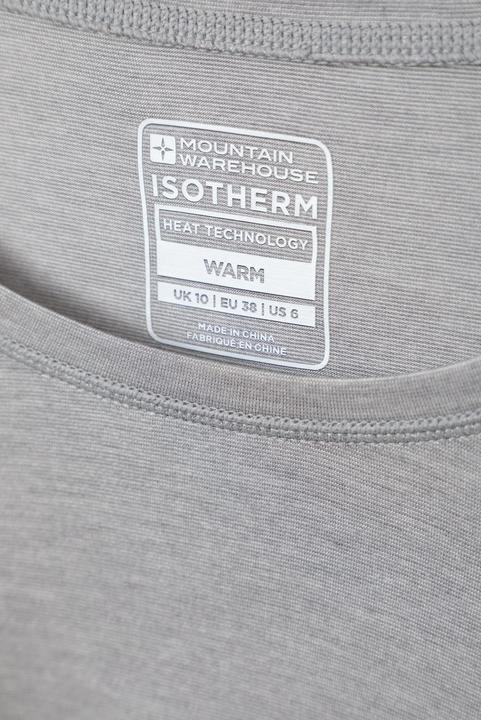 MOUNTAIN
WAREHOUSE
ISOTHERM
HEAT TECHNOLOGY
WARM
UK 10 | EU 38 | US 6
MADE IN CHINA
FABRIQUÉ EN CHINE